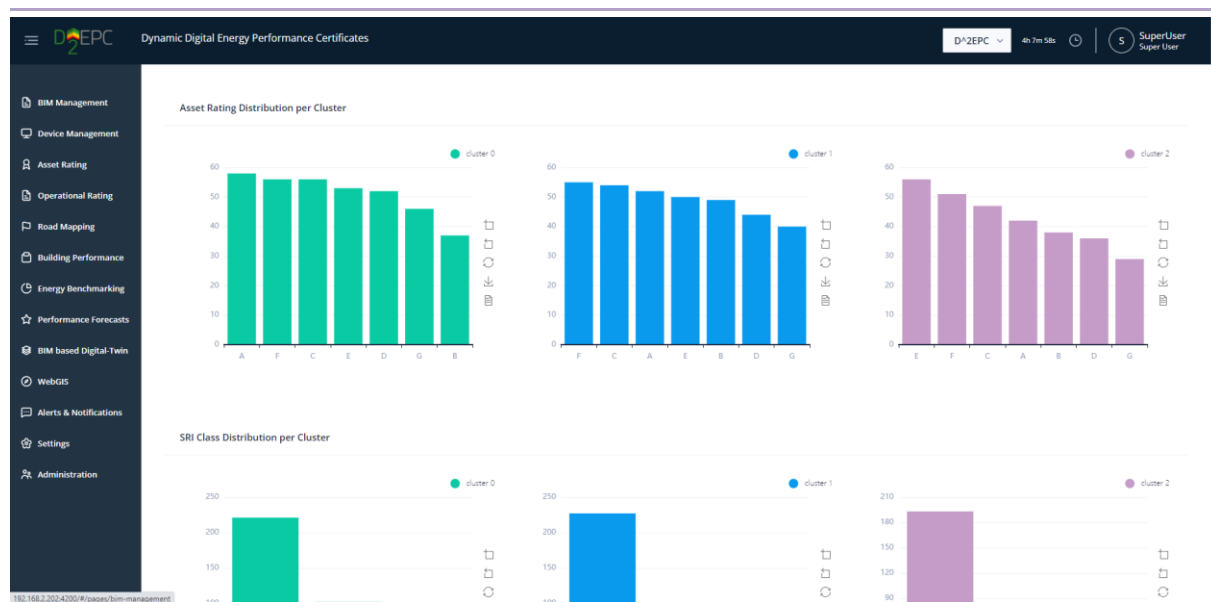 D^2EPC
Dynamic Digital Energy Performance Certificates
D^2EPC
4h 7m 58s
S
SuperUser
Super User
BIM Management
Device Management
Asset Rating
Operational Rating
Road Mapping
Building Performance
Energy Benchmarking
Performance Forecasts
BIM based Digital-Twin
WebGIS
Alerts & Notifications
Settings
Administration
Asset Rating Distribution per Cluster
cluster 0
60
50
40
30
20
10
0
A F C E D G B
cluster 1
60
50
40
30
20
10
0
F C A E B D G
cluster 2
60
50
40
30
20
10
0
E F C A B D G
SRI Class Distribution per Cluster
cluster 0
250
200
150
100
cluster 1
250
200
150
100
cluster 2
210
180
150
120
90
192.168.2.202:4200/#/pages/bim-management